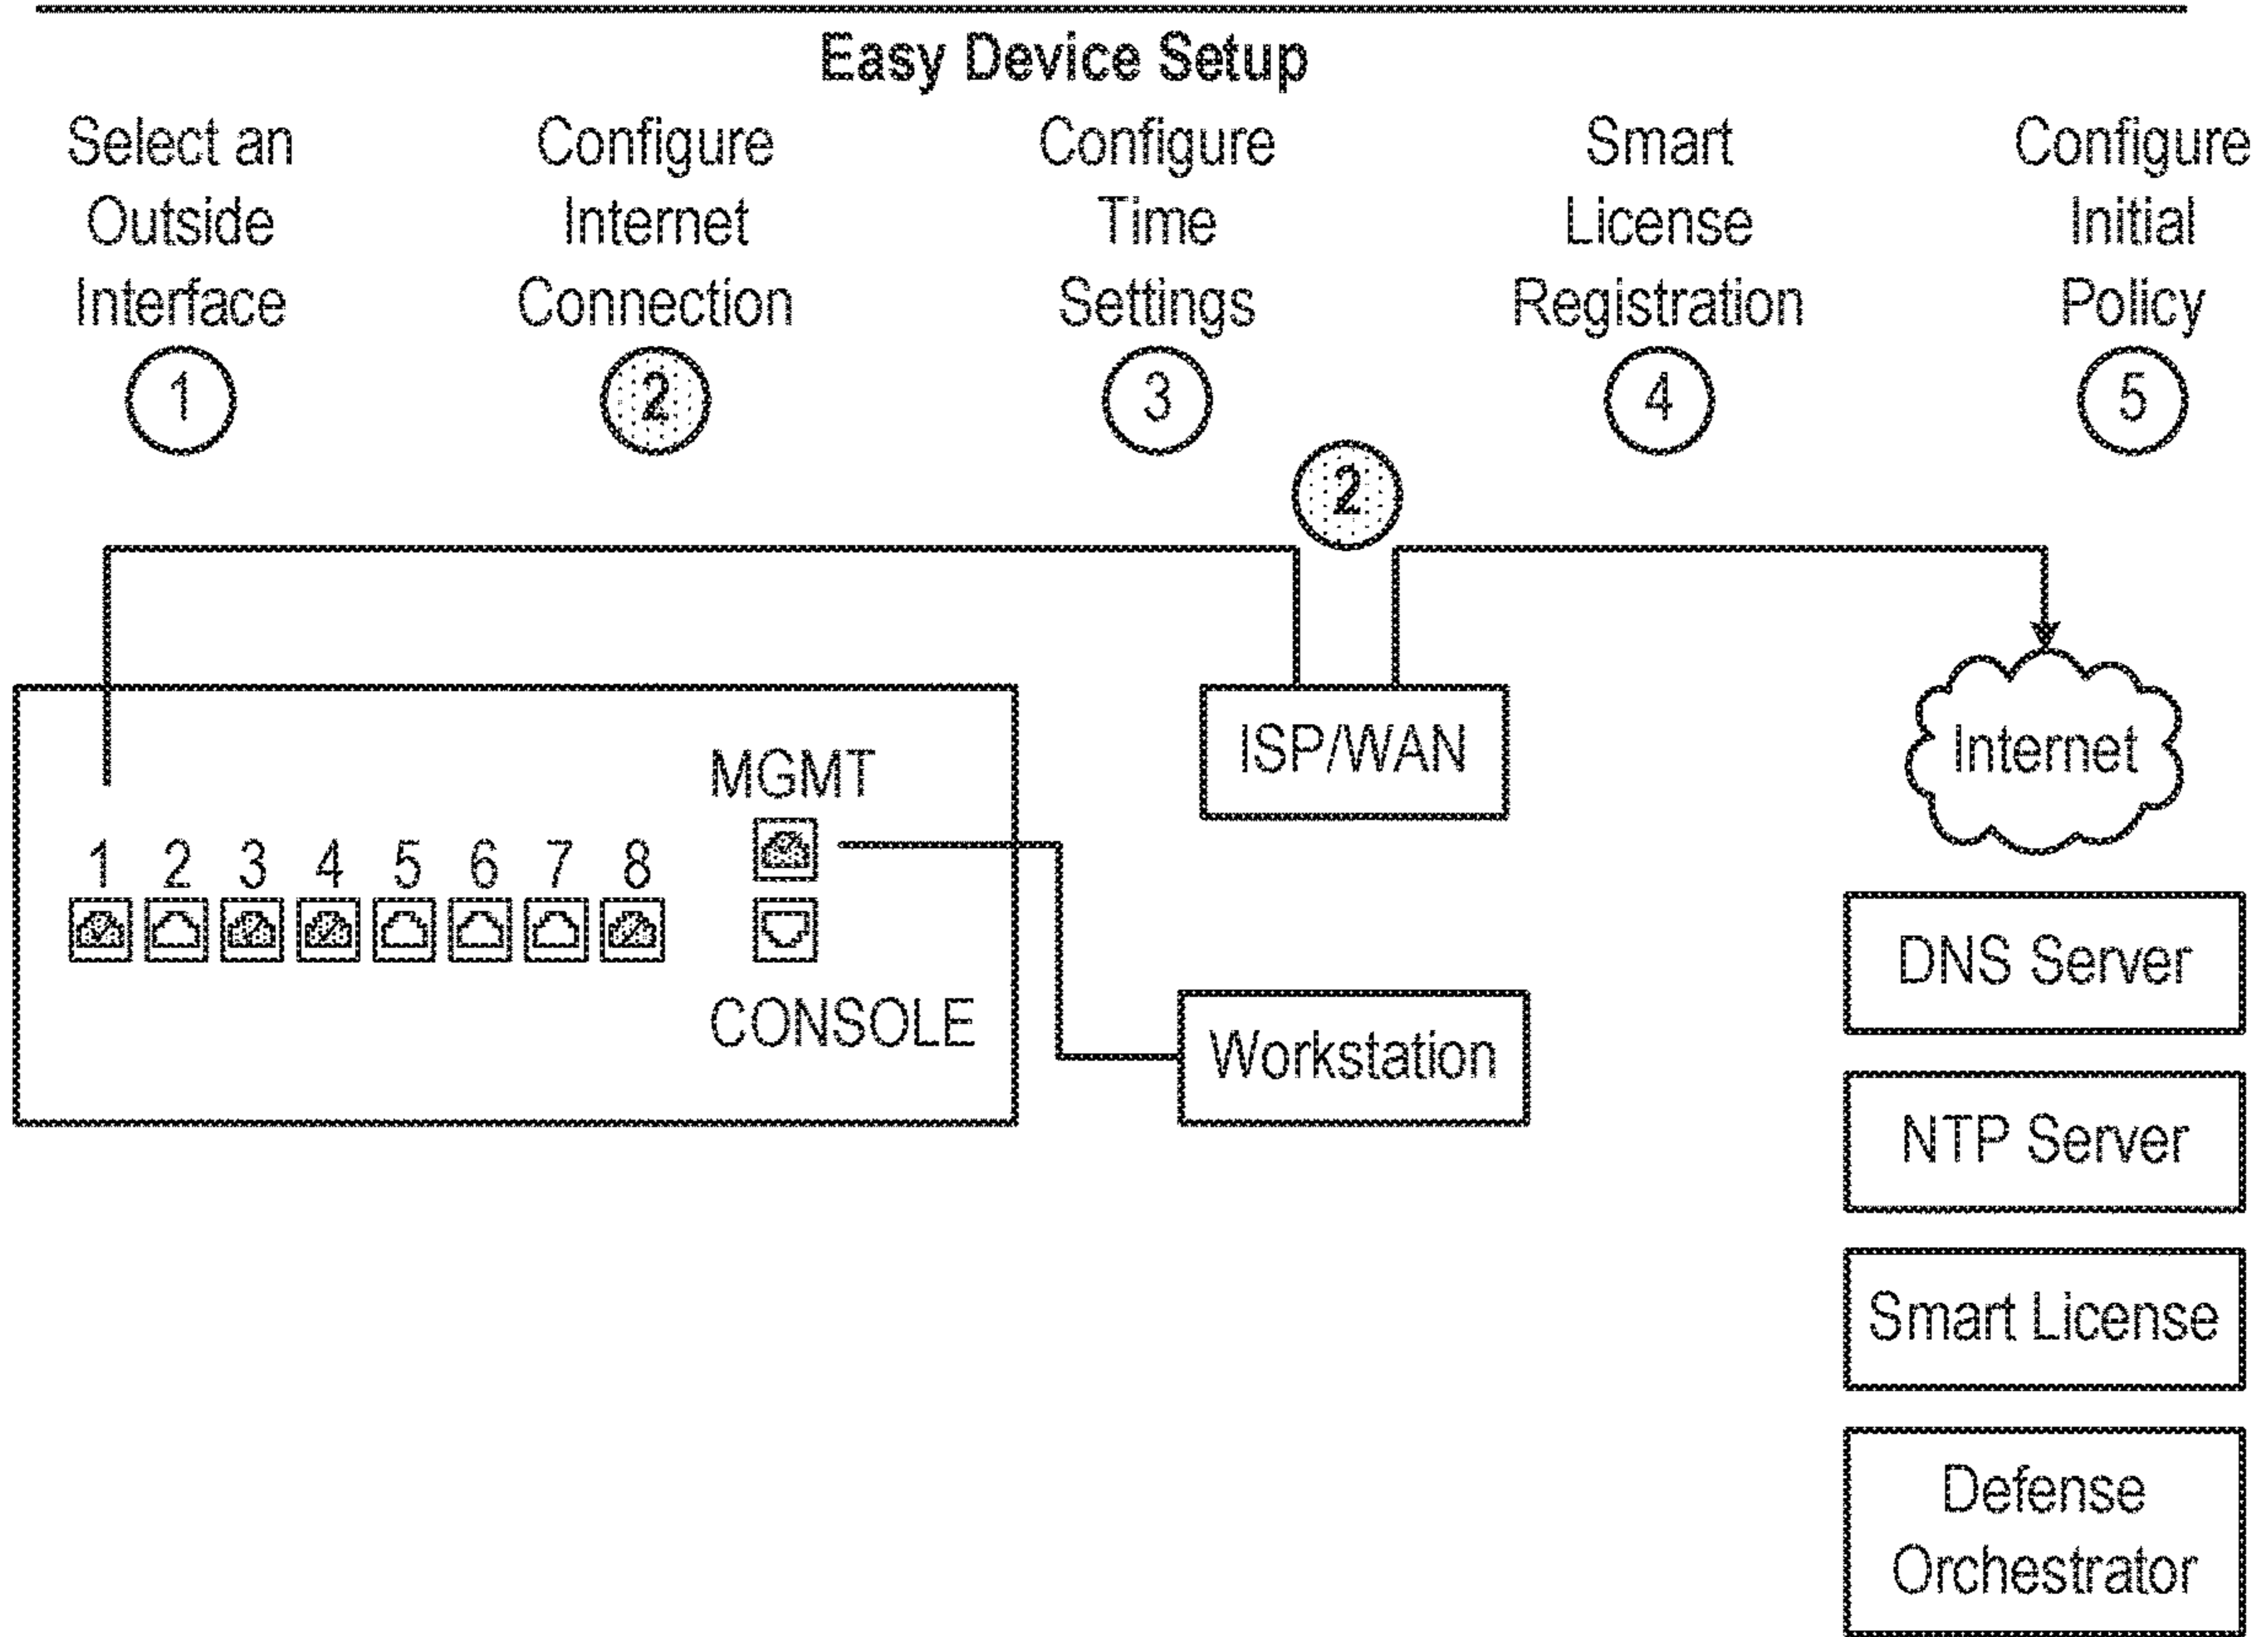 Easy Device Setup
Select an
Outside
Interface
1
Configure
Internet
Connection
2
Configure
Time
Settings
3
Smart
License
Registration
4
Configure
Initial
Policy
5
2
ISP/WAN
Internet
MGMT
1 2 3 4 5 6 7 8
CONSOLE
Workstation
DNS Server
NTP Server
Smart License
Defense
Orchestrator